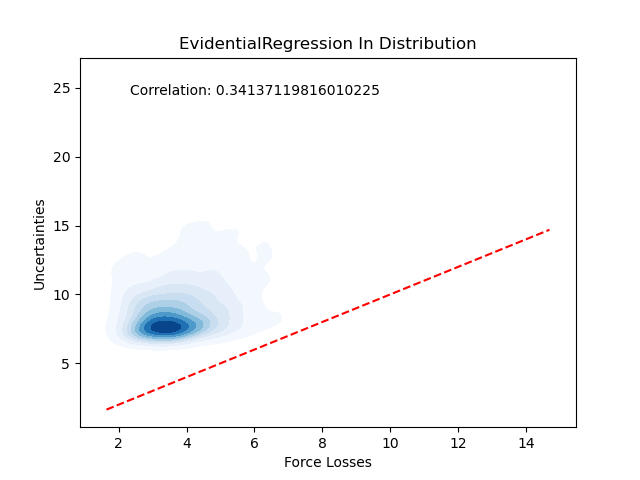 EvidentialRegression In Distribution
Correlation: 0.34137119816010225
Uncertainties
25
20
15
10
5
2 4 6 8 10 12 14
Force Losses